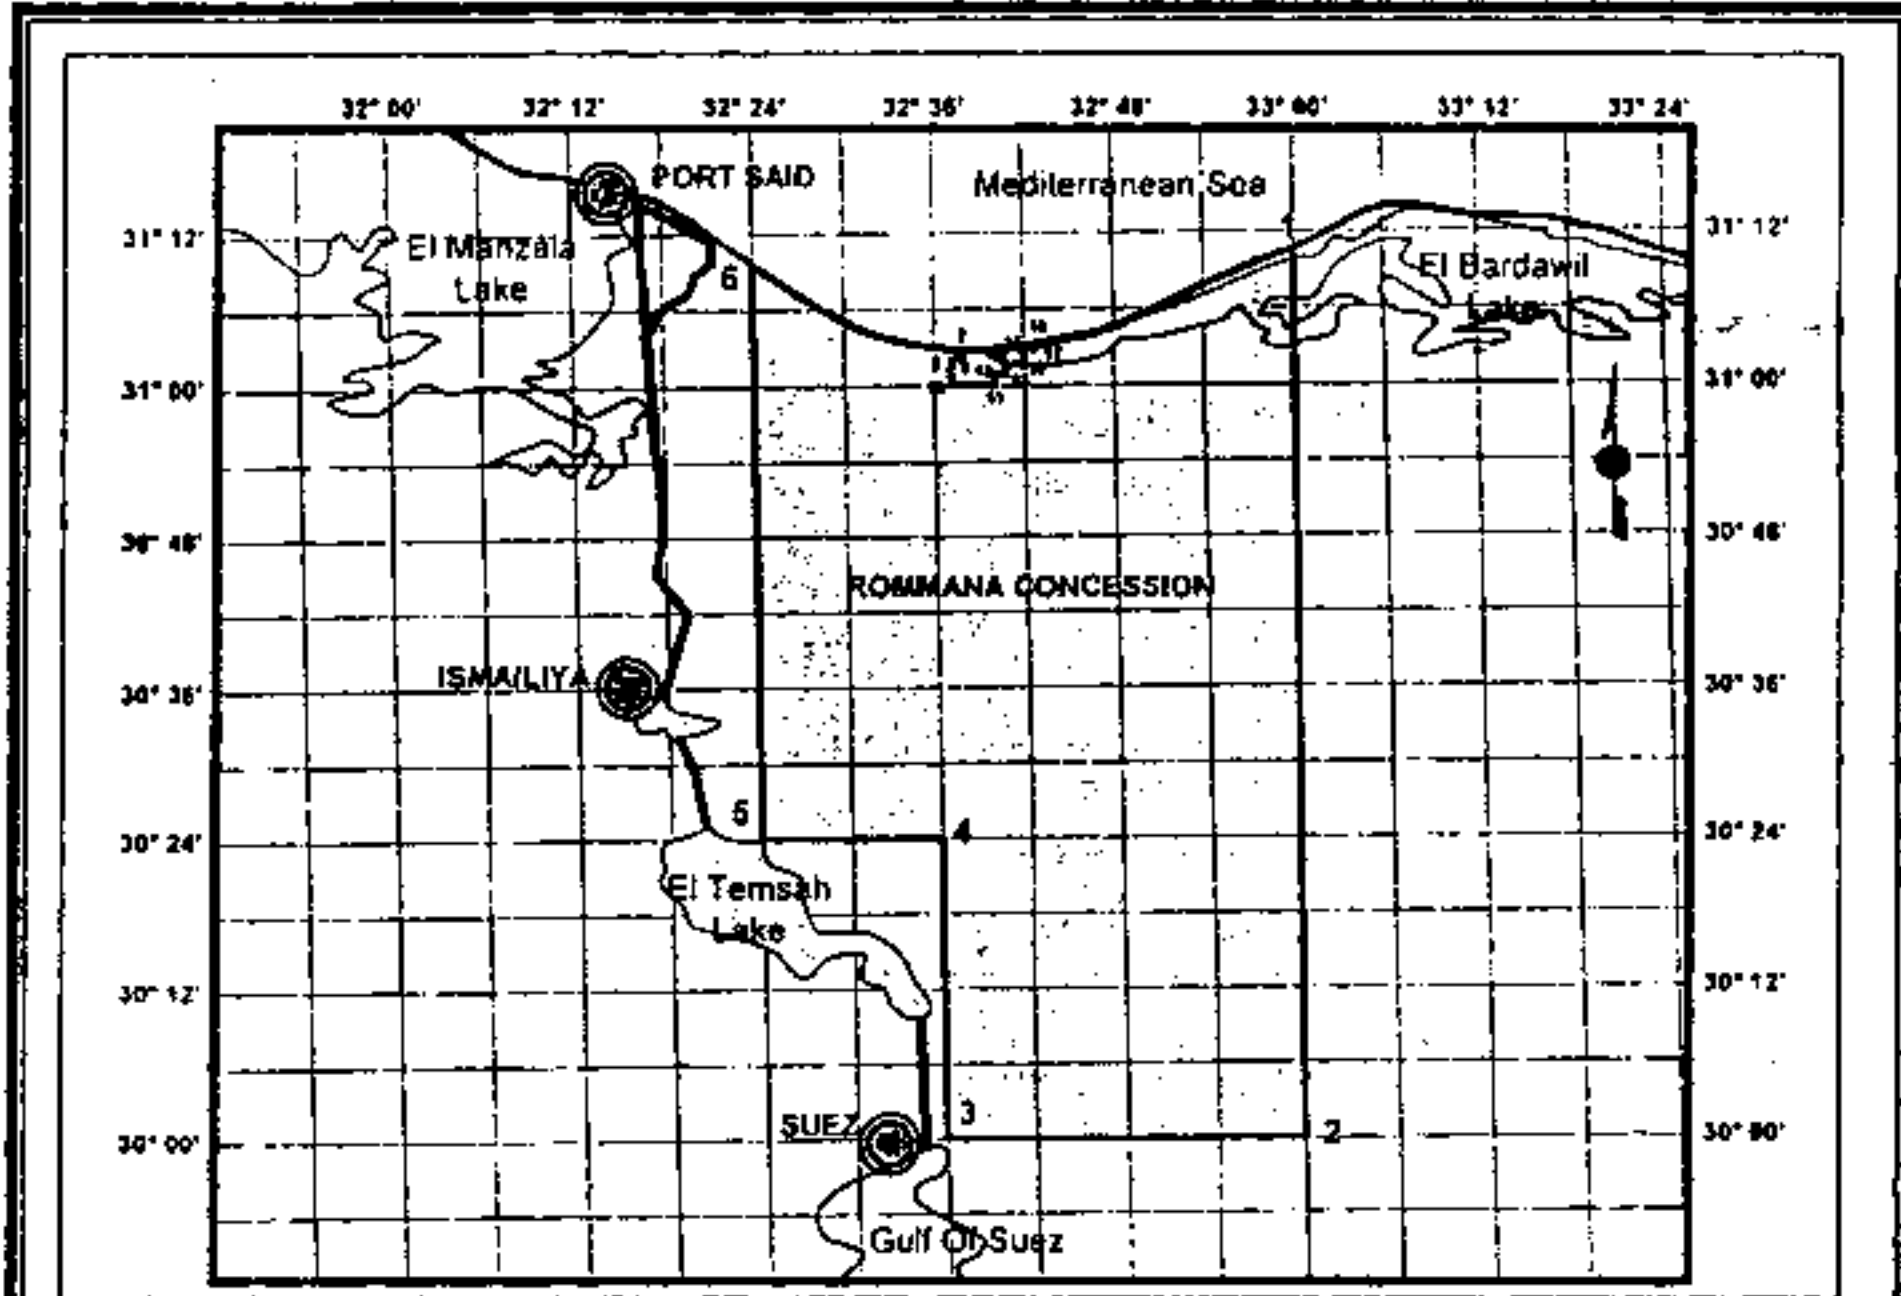 32° 00' 32° 12' 32° 24' 32° 36' 32° 48' 33° 00' 33° 12' 33° 24'
PORT SAID
Mediterranean Sea
1
31° 12' 31° 12'
El Manzala
Lake
6
El Bardawil
Lake
31° 00' 31° 00'
30° 48' 30° 48'
ROMMANA CONCESSION
ISMA/LIYA
30° 36' 30° 36'
5
4
30° 24' 30° 24'
El Temsah
Lake
30° 12' 30° 12'
3
SUEZ
2
30° 00' 30° 00'
Gulf Of Suez